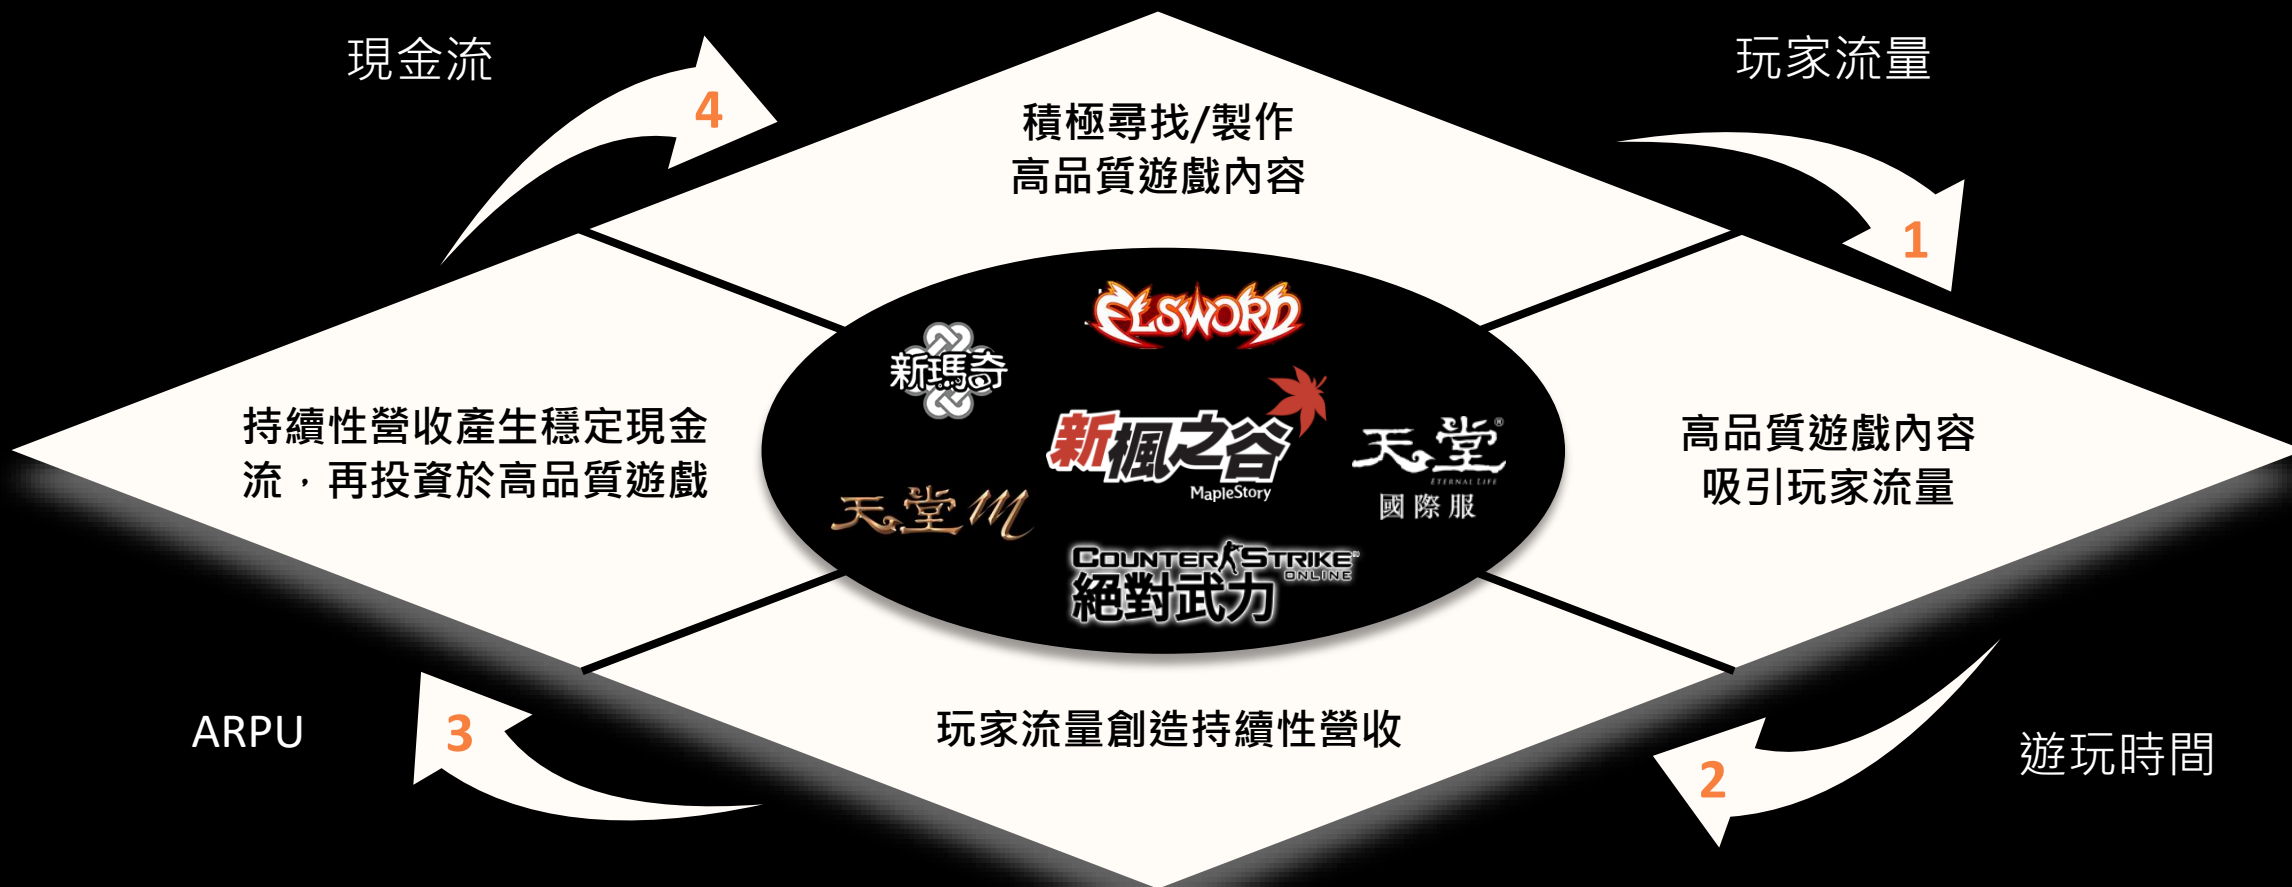 現金流
玩家流量
4
積極尋找/製作
高品質遊戲內容
1
ELSWORD
新瑪奇
新楓之谷
MapleStory
天堂®
ETERNAL LIFE
國際服
天堂M
COUNTER STRIKE™
ONLINE
絕對武力
持續性營收產生穩定現金
流，再投資於高品質遊戲
高品質遊戲內容
吸引玩家流量
ARPU
3
玩家流量創造持續性營收
2
遊玩時間